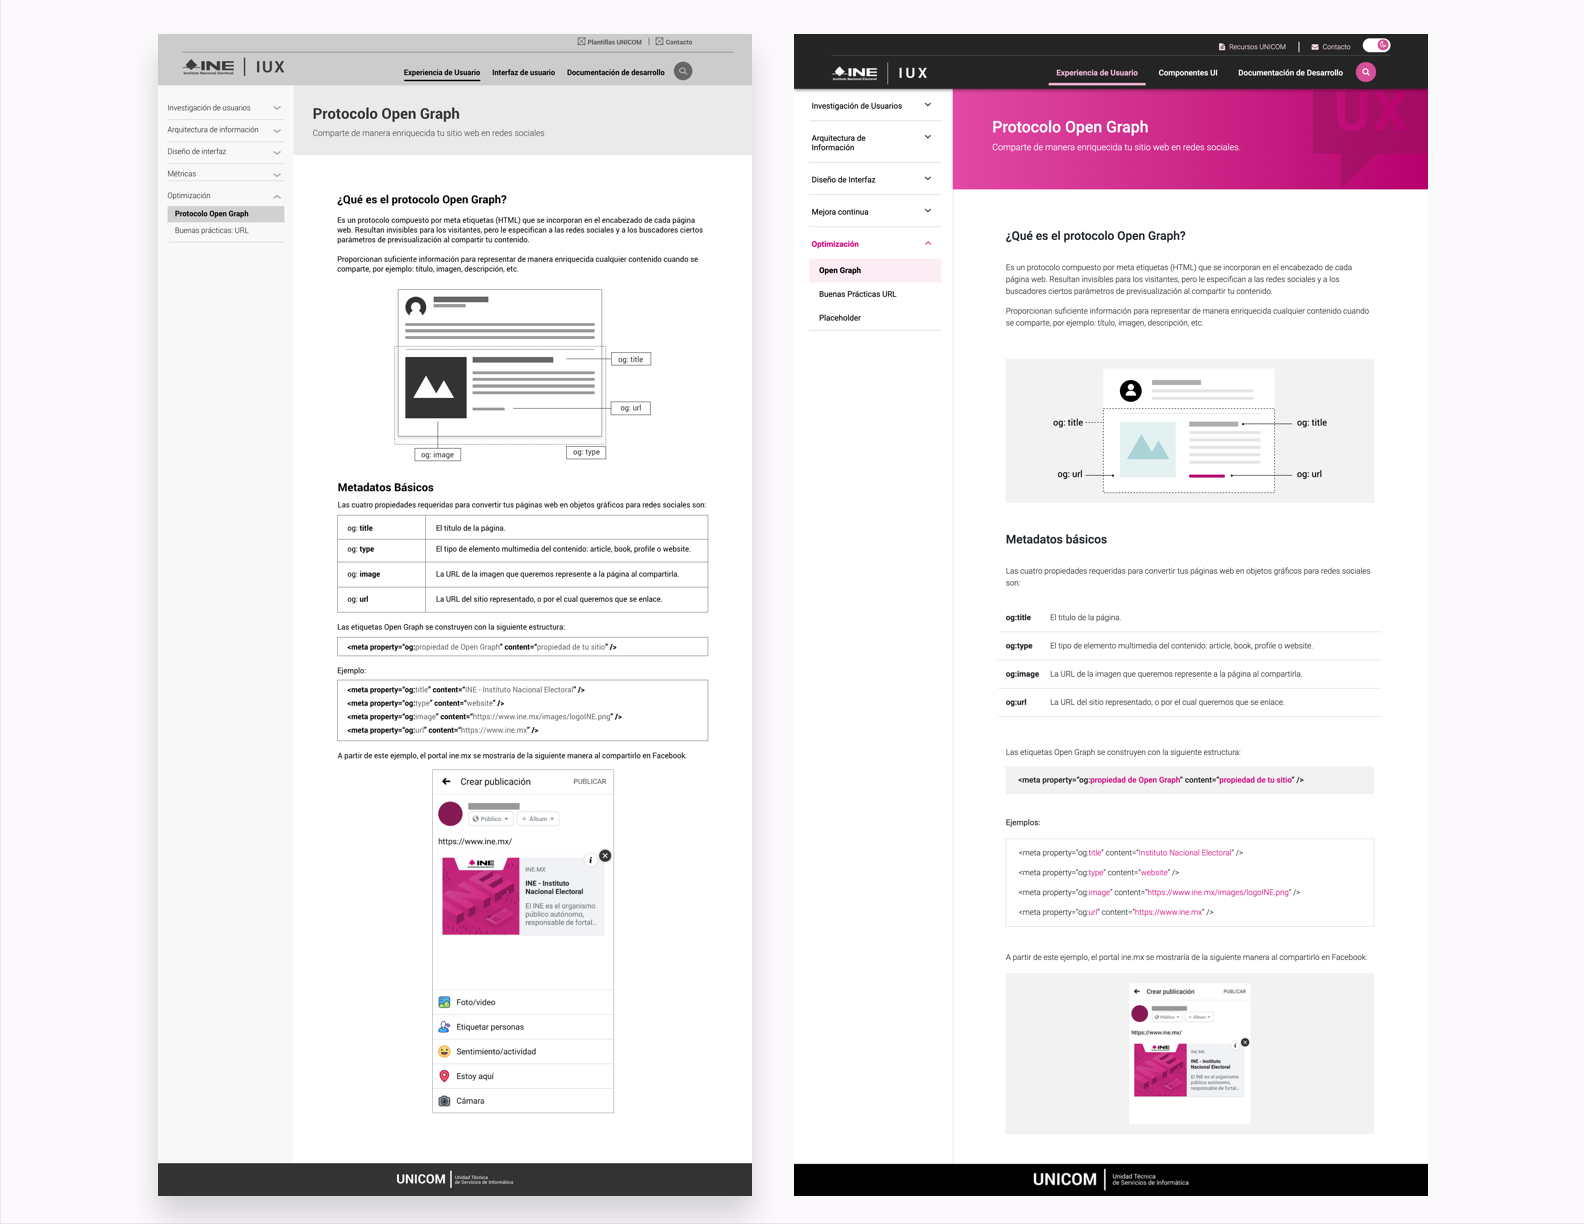 Plantillas UNICOM | Contacto
INE
Instituto Nacional Electoral
IUX
Experiencia de Usuario
Interfaz de usuario
Documentación de desarrollo
Investigación de usuarios
Arquitectura de información
Diseño de interfaz
Métricas
Optimización
Protocolo Open Graph
Buenas prácticas: URL
Protocolo Open Graph
Comparte de manera enriquecida tu sitio web en redes sociales
¿Qué es el protocolo Open Graph?
Es un protocolo compuesto por meta etiquetas (HTML) que se incorporan en el encabezado de cada página
web. Resultan invisibles para los visitantes, pero le especifican a las redes sociales y a los buscadores ciertos
parámetros de previsualización al compartir tu contenido.
Proporcionan suficiente información para representar de manera enriquecida cualquier contenido cuando se
comparte, por ejemplo: título, imagen, descripción, etc.
og: title
og: url
og: image
og: type
Metadatos Básicos
Las cuatro propiedades requeridas para convertir tus páginas web en objetos gráficos para redes sociales son:
og: title El título de la página.
og: type El tipo de elemento multimedia del contenido: article, book, profile o website.
og: image La URL de la imagen que queremos represente a la página al compartirla.
og: url La URL del sitio representado, o por el cual queremos que se enlace.
Las etiquetas Open Graph se construyen con la siguiente estructura:
<meta property="og:propiedad de Open Graph" content="propiedad de tu sitio" />
Ejemplo:
<meta property="og:title" content="INE - Instituto Nacional Electoral" />
<meta property="og:type" content="website" />
<meta property="og:image" content="https://www.ine.mx/images/logoINE.png" />
<meta property="og:url" content="https://www.ine.mx" />
A partir de este ejemplo, el portal ine.mx se mostraría de la siguiente manera al compartirlo en Facebook.
Crear publicación PUBLICAR
Público + Álbum
https://www.ine.mx/
INE
i
INE.MX
INE - Instituto
Nacional Electoral
El INE es el organismo
público autónomo,
responsable de fortal...
Foto/video
Etiquetar personas
Sentimiento/actividad
Estoy aquí
Cámara
UNICOM
Unidad Técnica
de Servicios de Informática
Recursos UNICOM | Contacto
INE
Instituto Nacional Electoral
IUX
Experiencia de Usuario
Componentes UI
Documentación de Desarrollo
Investigación de Usuarios
Arquitectura de
Información
Diseño de Interfaz
Mejora continua
Optimización
Open Graph
Buenas Prácticas URL
Placeholder
UX
Protocolo Open Graph
Comparte de manera enriquecida tu sitio web en redes sociales.
¿Qué es el protocolo Open Graph?
Es un protocolo compuesto por meta etiquetas (HTML) que se incorporan en el encabezado de cada
página web. Resultan invisibles para los visitantes, pero le especifican a las redes sociales y a los
buscadores ciertos parámetros de previsualización al compartir tu contenido.
Proporcionan suficiente información para representar de manera enriquecida cualquier contenido cuando
se comparte, por ejemplo: título, imagen, descripción, etc.
og: title
og: title
og: url
og: url
Metadatos básicos
Las cuatro propiedades requeridas para convertir tus páginas web en objetos gráficos para redes sociales
son:
og:title El título de la página.
og:type El tipo de elemento multimedia del contenido: article, book, profile o website.
og:image La URL de la imagen que queremos represente a la página al compartirla.
og:url La URL del sitio representado, o por el cual queremos que se enlace.
Las etiquetas Open Graph se construyen con la siguiente estructura:
<meta property="og:propiedad de Open Graph" content="propiedad de tu sitio" />
Ejemplos:
<meta property="og:title" content="Instituto Nacional Electoral" />
<meta property="og:type" content="website" />
<meta property="og:image" content="https://www.ine.mx/images/logoINE.png" />
<meta property="og:url" content="https://www.ine.mx" />
A partir de este ejemplo, el portal ine.mx se mostraría de la siguiente manera al compartirlo en Facebook.
Crear publicación PUBLICAR
Público + Álbum
https://www.ine.mx/
INE
i
INE.MX
INE - Instituto
Nacional Electoral
El INE es el organismo
público autónomo,
responsable de fortal...
UNICOM
Unidad Técnica
de Servicios de Informática